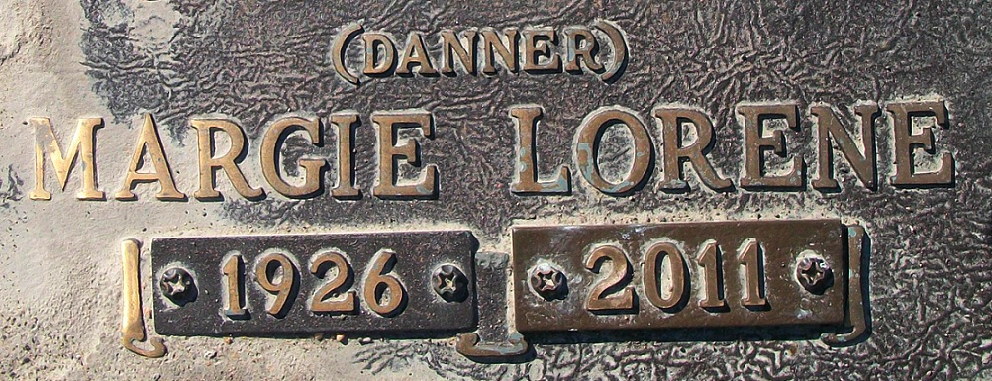 (DANNER)
MARGIE LORENE
1926 2011